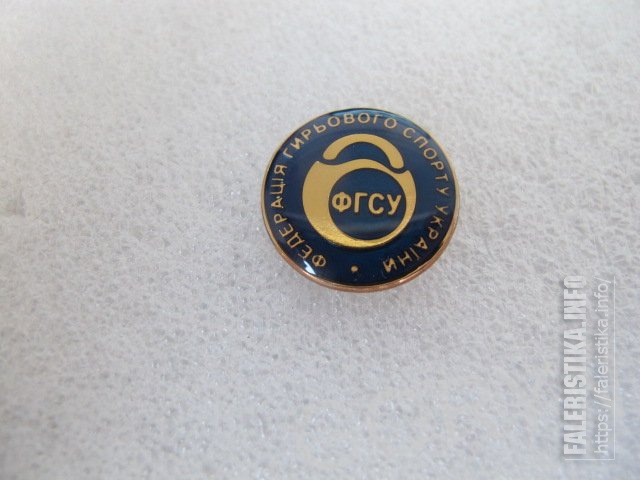 ФЕДЕРАЦІЯ ГИРЬОВОГО СПОРТУ УКРАЇНИ
ФГСУ
FALERISTIKA.INFO
https://faleristika.info